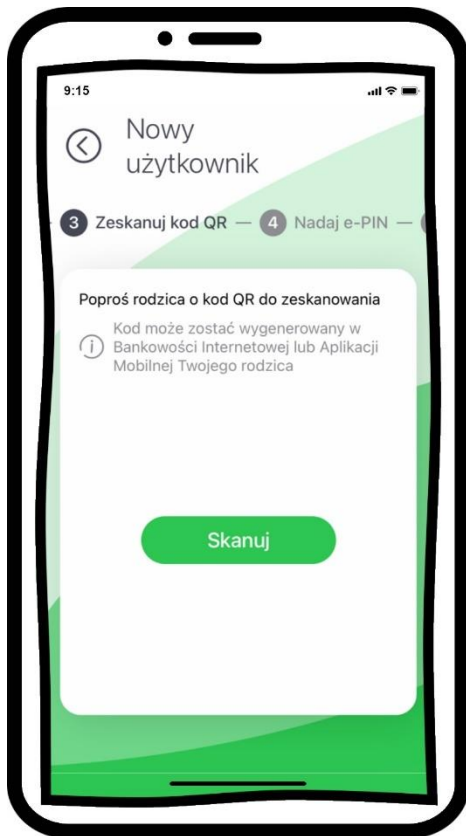 9:15
Nowy
użytkownik
3 Zeskanuj kod QR — 4 Nadaj e-PIN —
Poproś rodzica o kod QR do zeskanowania
Kod może zostać wygenerowany w
Bankowości Internetowej lub Aplikacji
Mobilnej Twojego rodzica
Skanuj